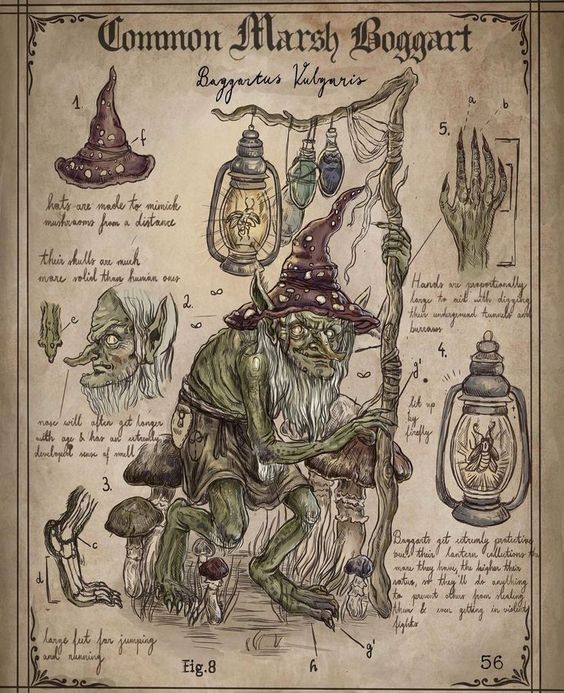 Common Marsh Boggart
Baggartus Vulgaris
1.
f
hats are made to mimick
mushrooms from a distance
their skulls are much
more solid than human ones
2.
e
nose will often get longer
with age & has an extremely
developed sense of smell
3.
c
d
large feet for jumping
and running
Fig.8
h
g'
5.
a
b
Hands are proportionally
large to aid with digging
their underground tunnels and
burrows
4.
g'
lit up
by
firefly
Boggarts get extremly protective
over their lantern collections the
more they have, the higher their
status, so they'll do anything
to prevent other from stealing
them & even getting in violent
fights
56